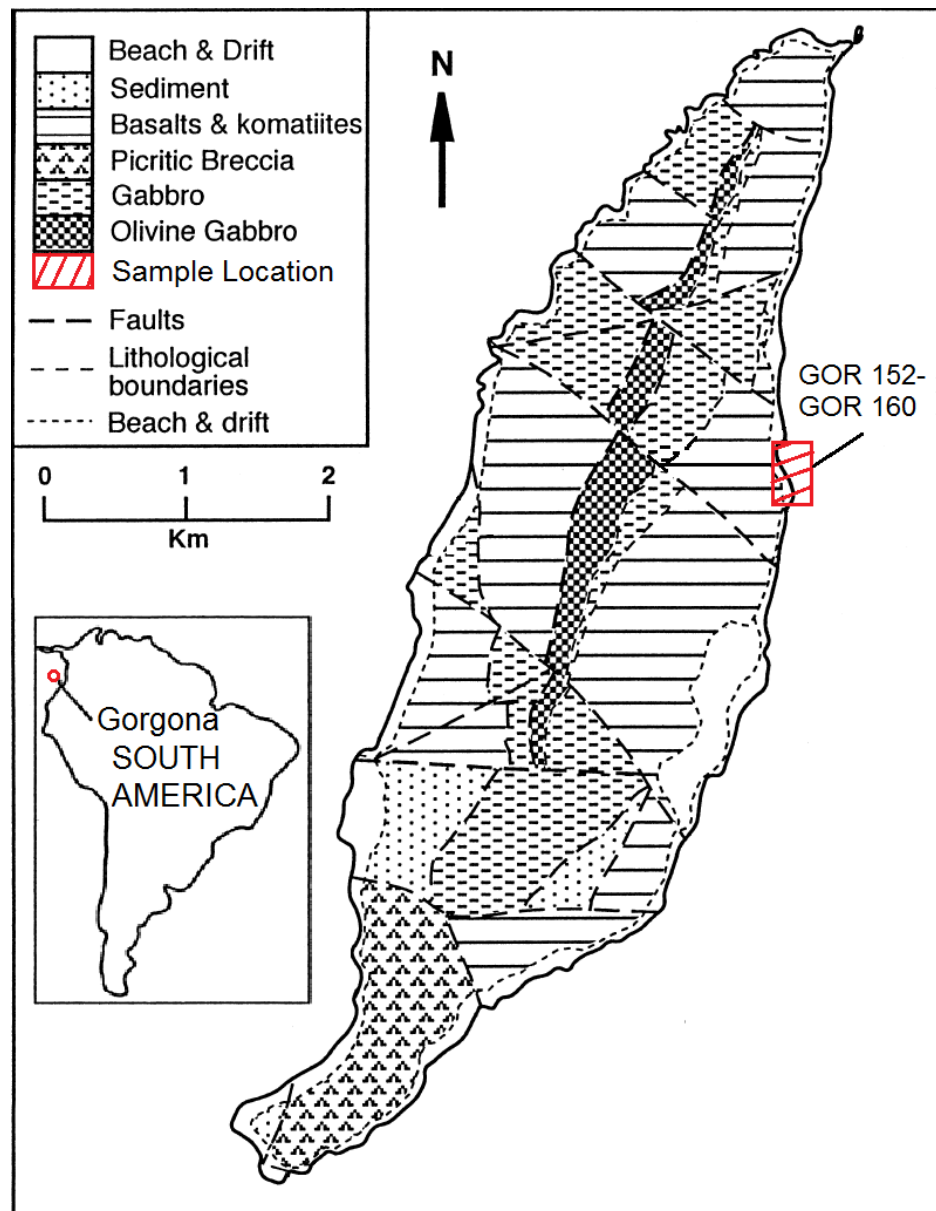 Beach & Drift
Sediment
Basalts & komatiites
Picritic Breccia
Gabbro
Olivine Gabbro
Sample Location
Faults
Lithological
boundaries
Beach & drift
0 1 2
Km
N
GOR 152-
GOR 160
Gorgona
SOUTH
AMERICA